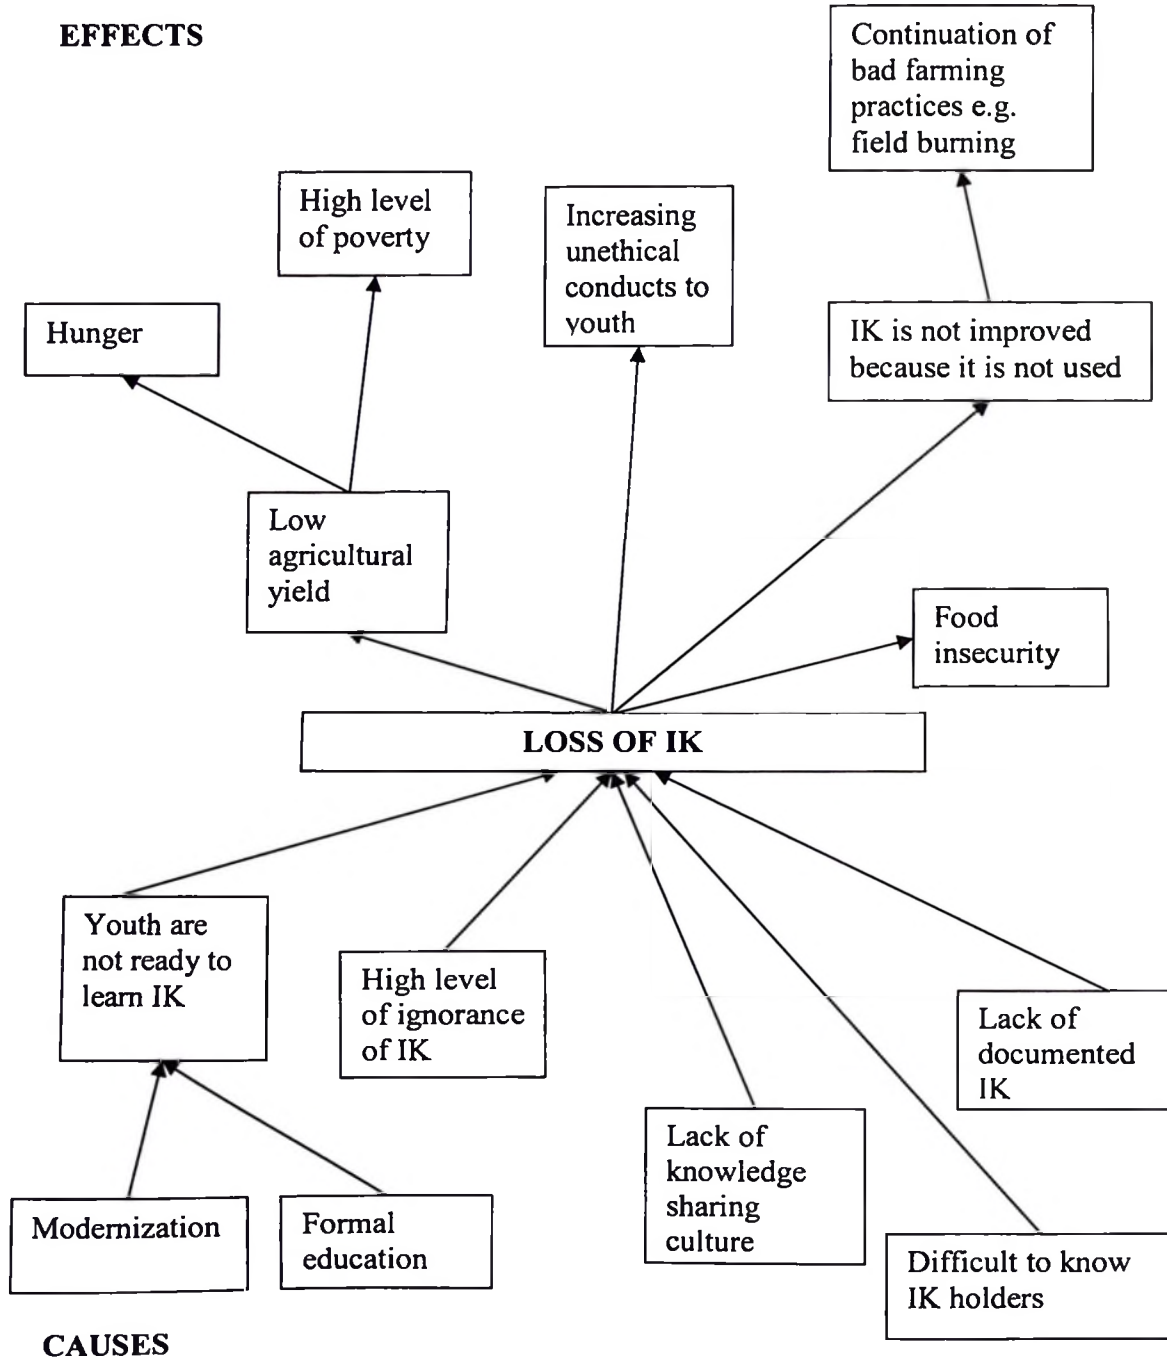 EFFECTS
Continuation of
bad farming
practices e.g.
field burning
High level
of poverty
Increasing
unethical
conducts to
youth
Hunger
IK is not improved
because it is not used
Low
agricultural
yield
Food
insecurity
LOSS OF IK
Youth are
not ready to
learn IK
High level
of ignorance
of IK
Lack of
documented
IK
Lack of
knowledge
sharing
culture
Modernization
Formal
education
Difficult to know
IK holders
CAUSES